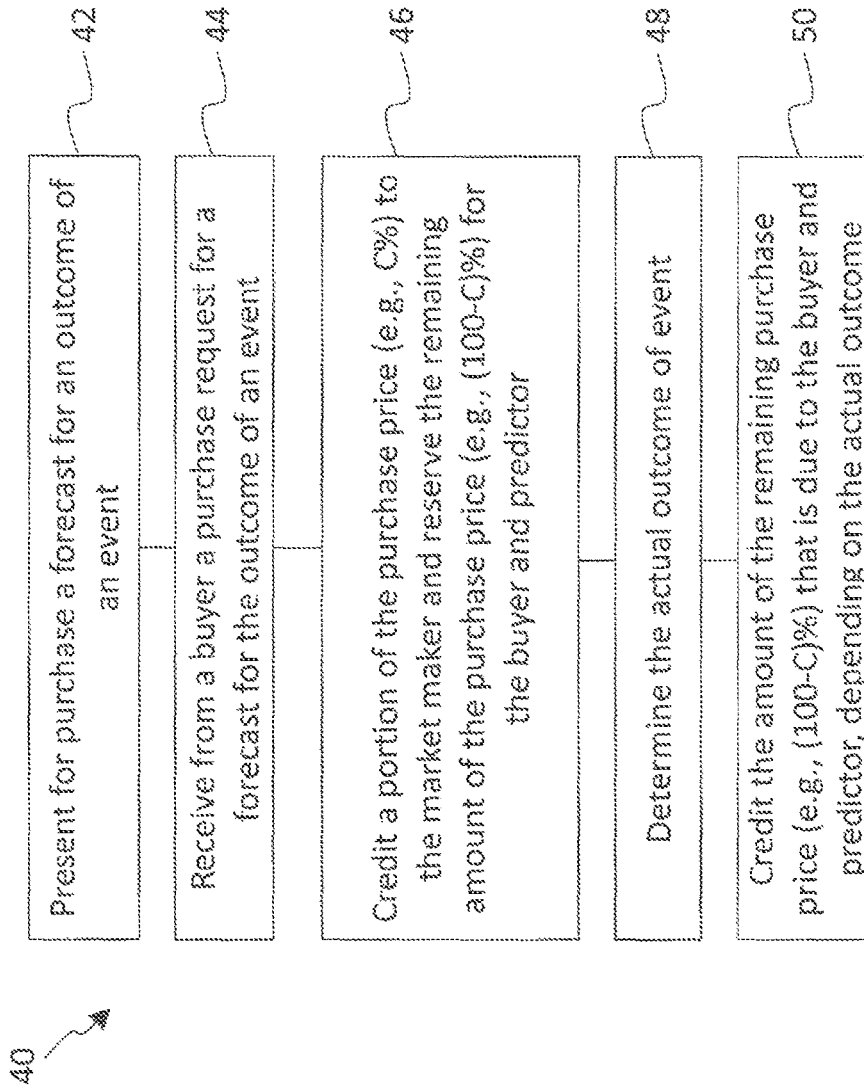 40
Present for purchase a forecast for an outcome of
an event
42
Receive from a buyer a purchase request for a
forecast for the outcome of an event
44
Credit a portion of the purchase price (e.g., C%) to
the market maker and reserve the remaining
amount of the purchase price (e.g., (100-C)%) for
the buyer and predictor
46
Determine the actual outcome of event
48
Credit the amount of the remaining purchase
price (e.g., (100-C)%) that is due to the buyer and
predictor, depending on the actual outcome
50